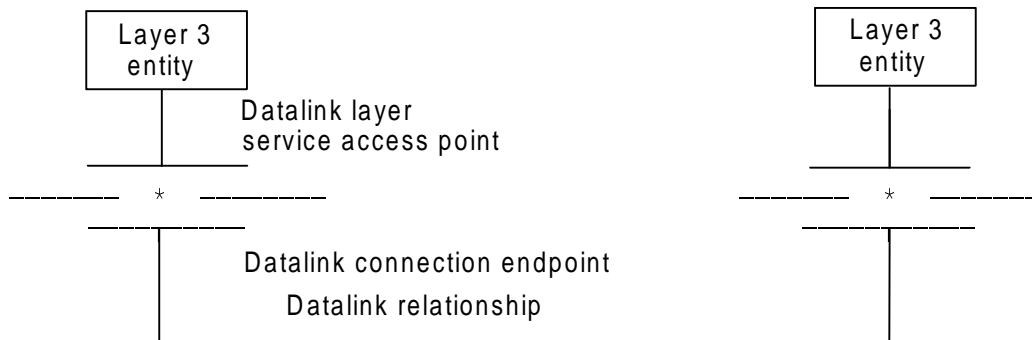 Layer 3
entity
Layer 3
entity
Datalink layer
service access point
*
*
Datalink connection endpoint
Datalink relationship